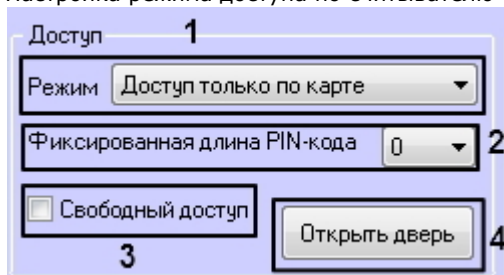 Настройка режима доступа по считывателю
Доступ 1
Режим Доступ только по карте
Фиксированная длина PIN-кода 0 2
Свободный доступ
Открыть дверь 4
3